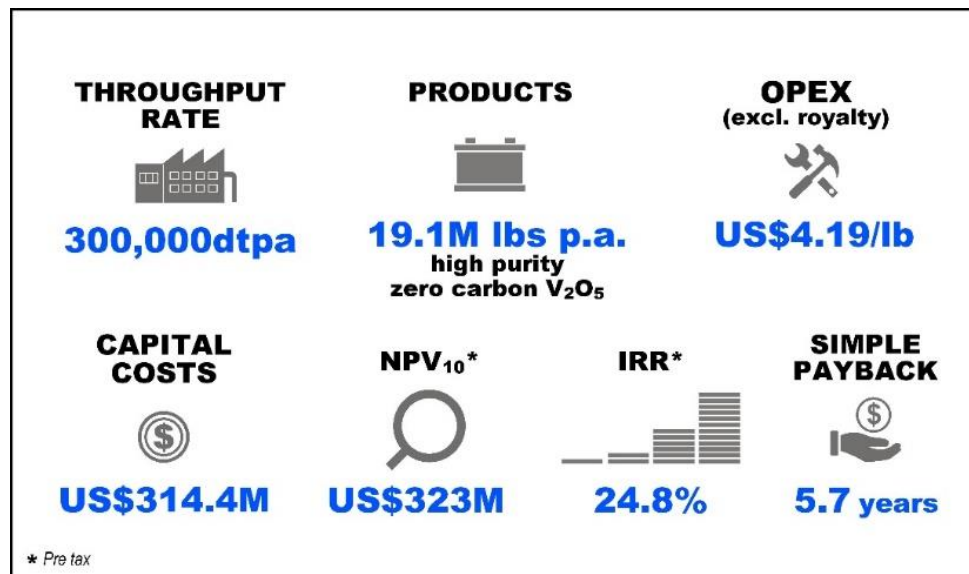 THROUGHPUT
RATE
300,000dtpa
PRODUCTS
19.1M lbs p.a.
high purity
zero carbon V₂O₅
OPEX
(excl. royalty)
US$4.19/lb
CAPITAL
COSTS
$
US$314.4M
NPV₁₀*
US$323M
IRR*
24.8%
SIMPLE
PAYBACK
$
5.7 years
* Pre tax